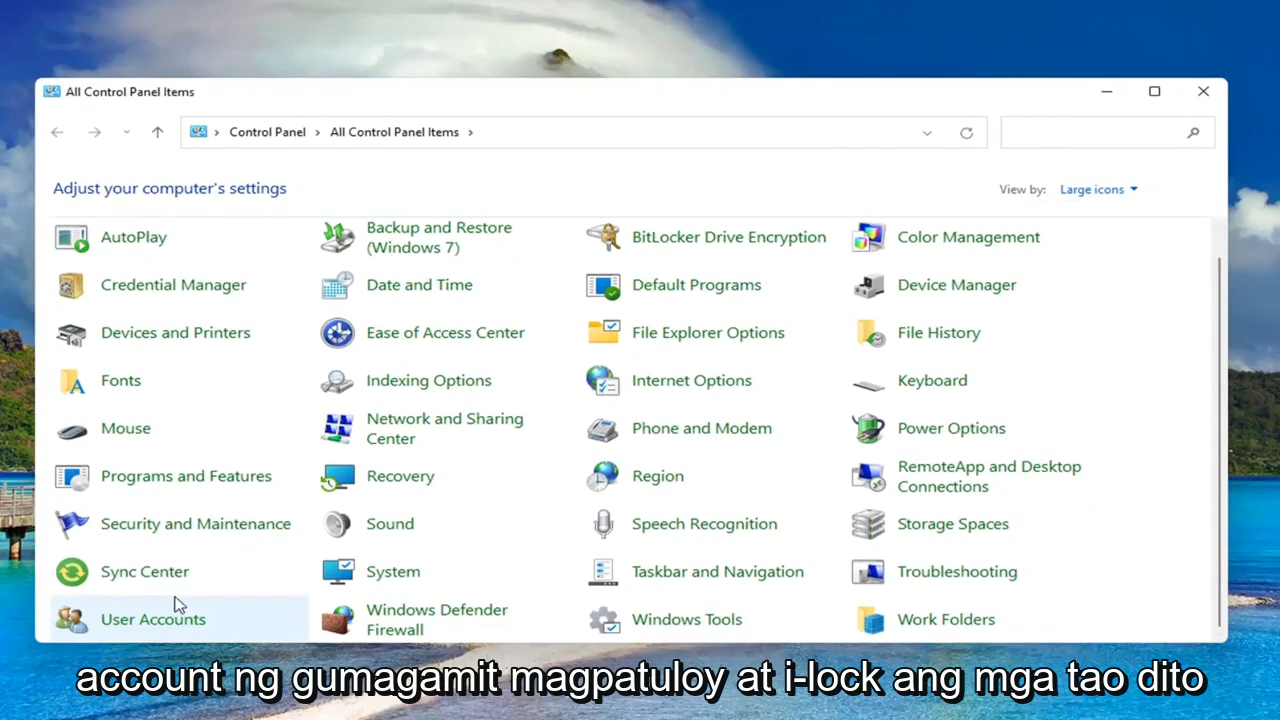 All Control Panel Items
Control Panel > All Control Panel Items >
Adjust your computer's settings
View by: Large icons
AutoPlay
Backup and Restore
(Windows 7)
BitLocker Drive Encryption
Color Management
Credential Manager
Date and Time
Default Programs
Device Manager
Devices and Printers
Ease of Access Center
File Explorer Options
File History
Fonts
Indexing Options
Internet Options
Keyboard
Mouse
Network and Sharing
Center
Phone and Modem
Power Options
Programs and Features
Recovery
Region
RemoteApp and Desktop
Connections
Security and Maintenance
Sound
Speech Recognition
Storage Spaces
Sync Center
System
Taskbar and Navigation
Troubleshooting
User Accounts
Windows Defender
Firewall
Windows Tools
Work Folders
account ng gumagamit magpatuloy at i-lock ang mga tao dito